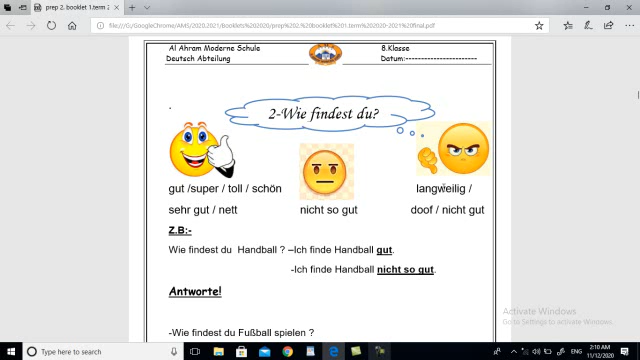 prep 2. booklet 1.term 2
file:///G:/GoogleChrome/AMS/2020.2021/booklets%202020/prep%202.%20booklet%201.term%202020-2021%20final.pdf
Al Ahram Moderne Schule 8.Klasse
Deutsch Abteilung Datum:-----------------------
2-Wie findest du?
gut /super / toll / schön langweilig /
sehr gut / nett nicht so gut doof / nicht gut
Z.B:-
Wie findest du Handball ? –Ich finde Handball gut.
-Ich finde Handball nicht so gut.
Antworte!
-Wie findest du Fußball spielen ?
Activate Windows
Go to Settings to activate Windows.
Type here to search
ENG
2:10 AM
11/12/2020